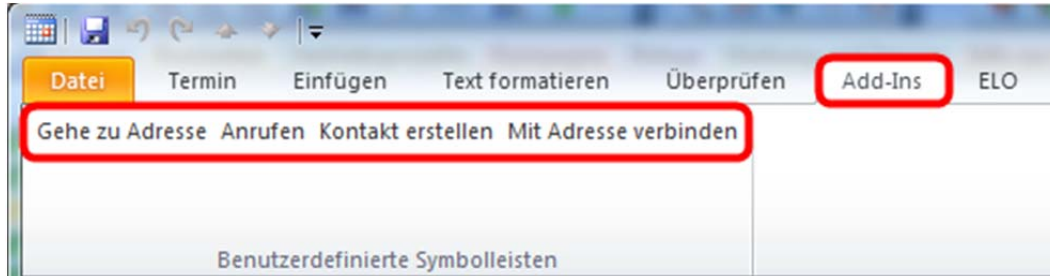 Datei Termin Einfügen Text formatieren Überprüfen Add-Ins ELO
Gehe zu Adresse Anrufen Kontakt erstellen Mit Adresse verbinden
Benutzerdefinierte Symbolleisten